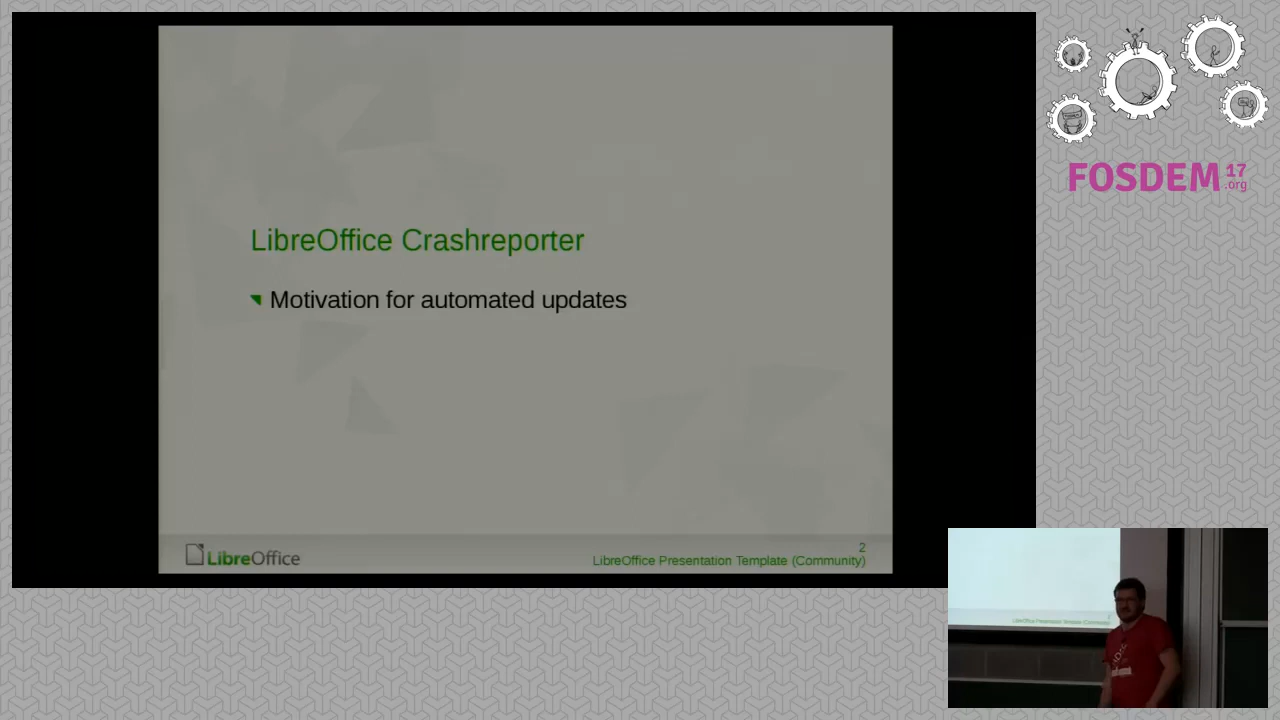 LibreOffice Crashreporter
Motivation for automated updates
LibreOffice
2
LibreOffice Presentation Template (Community)
FOSDEM 17
.org